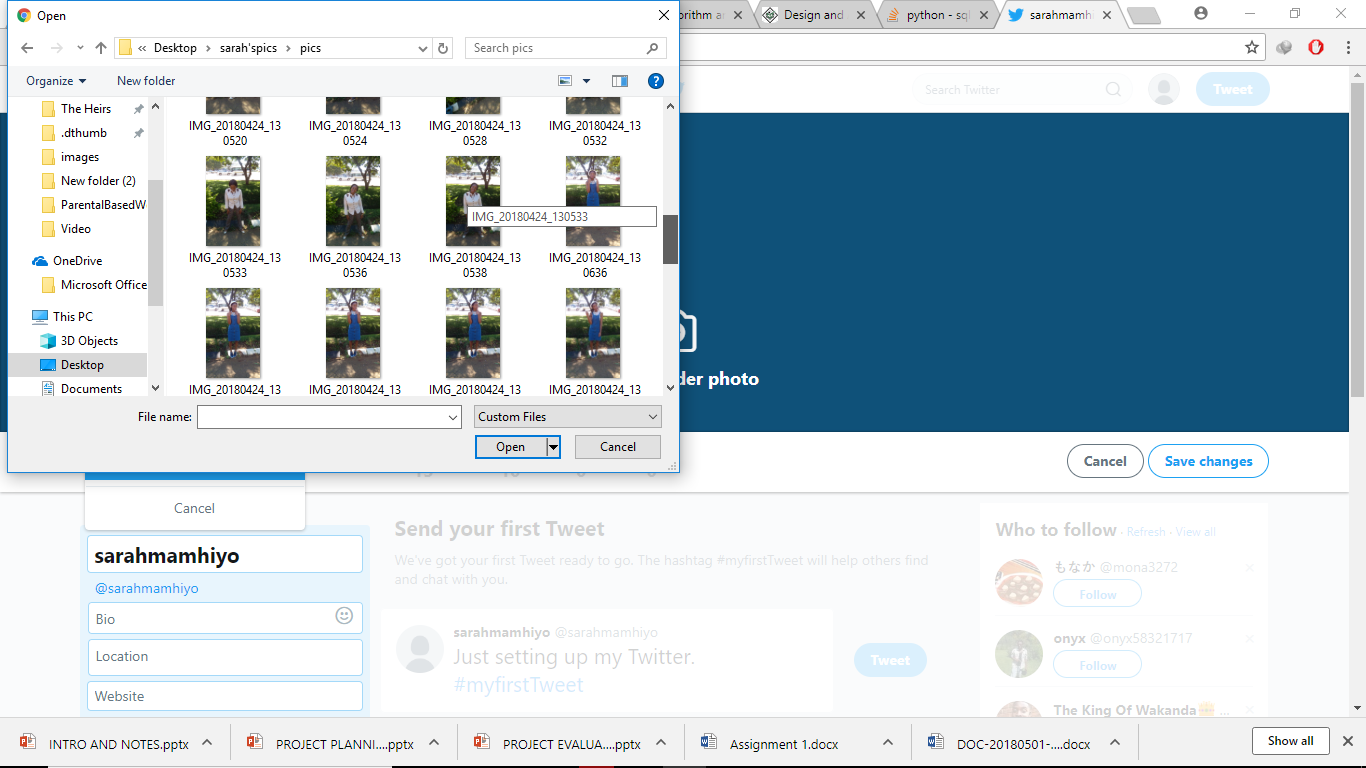 Open
orithm an
Design and
python - sql
sarahmamhi
« Desktop › sarah'spics › pics
Search pics
Organize
New folder
Search Twitter
Tweet
The Heirs
.dthumb
images
New folder (2)
ParentalBasedW
Video
OneDrive
Microsoft Office
This PC
3D Objects
Desktop
Documents
IMG_20180424_130520
IMG_20180424_130524
IMG_20180424_130528
IMG_20180424_130532
IMG_20180424_130533
IMG_20180424_130533
IMG_20180424_130536
IMG_20180424_130538
IMG_20180424_130636
IMG_20180424_13
IMG_20180424_13
IMG_20180424_13
IMG_20180424_13
der photo
File name:
Custom Files
Open
Cancel
Cancel
Save changes
Cancel
sarahmamhiyo
@sarahmamhiyo
Bio
Location
Website
Send your first Tweet
We've got your first Tweet ready to go. The hashtag #myfirstTweet will help others find
and chat with you.
sarahmamhiyo @sarahmamhiyo
Just setting up my Twitter.
#myfirstTweet
Tweet
Who to follow · Refresh · View all
もなか @mona3272
Follow
onyx @onyx58321717
Follow
The King Of Wakanda ...
INTRO AND NOTES.pptx
PROJECT PLANNI....pptx
PROJECT EVALUA....pptx
Assignment 1.docx
DOC-20180501-....docx
Show all